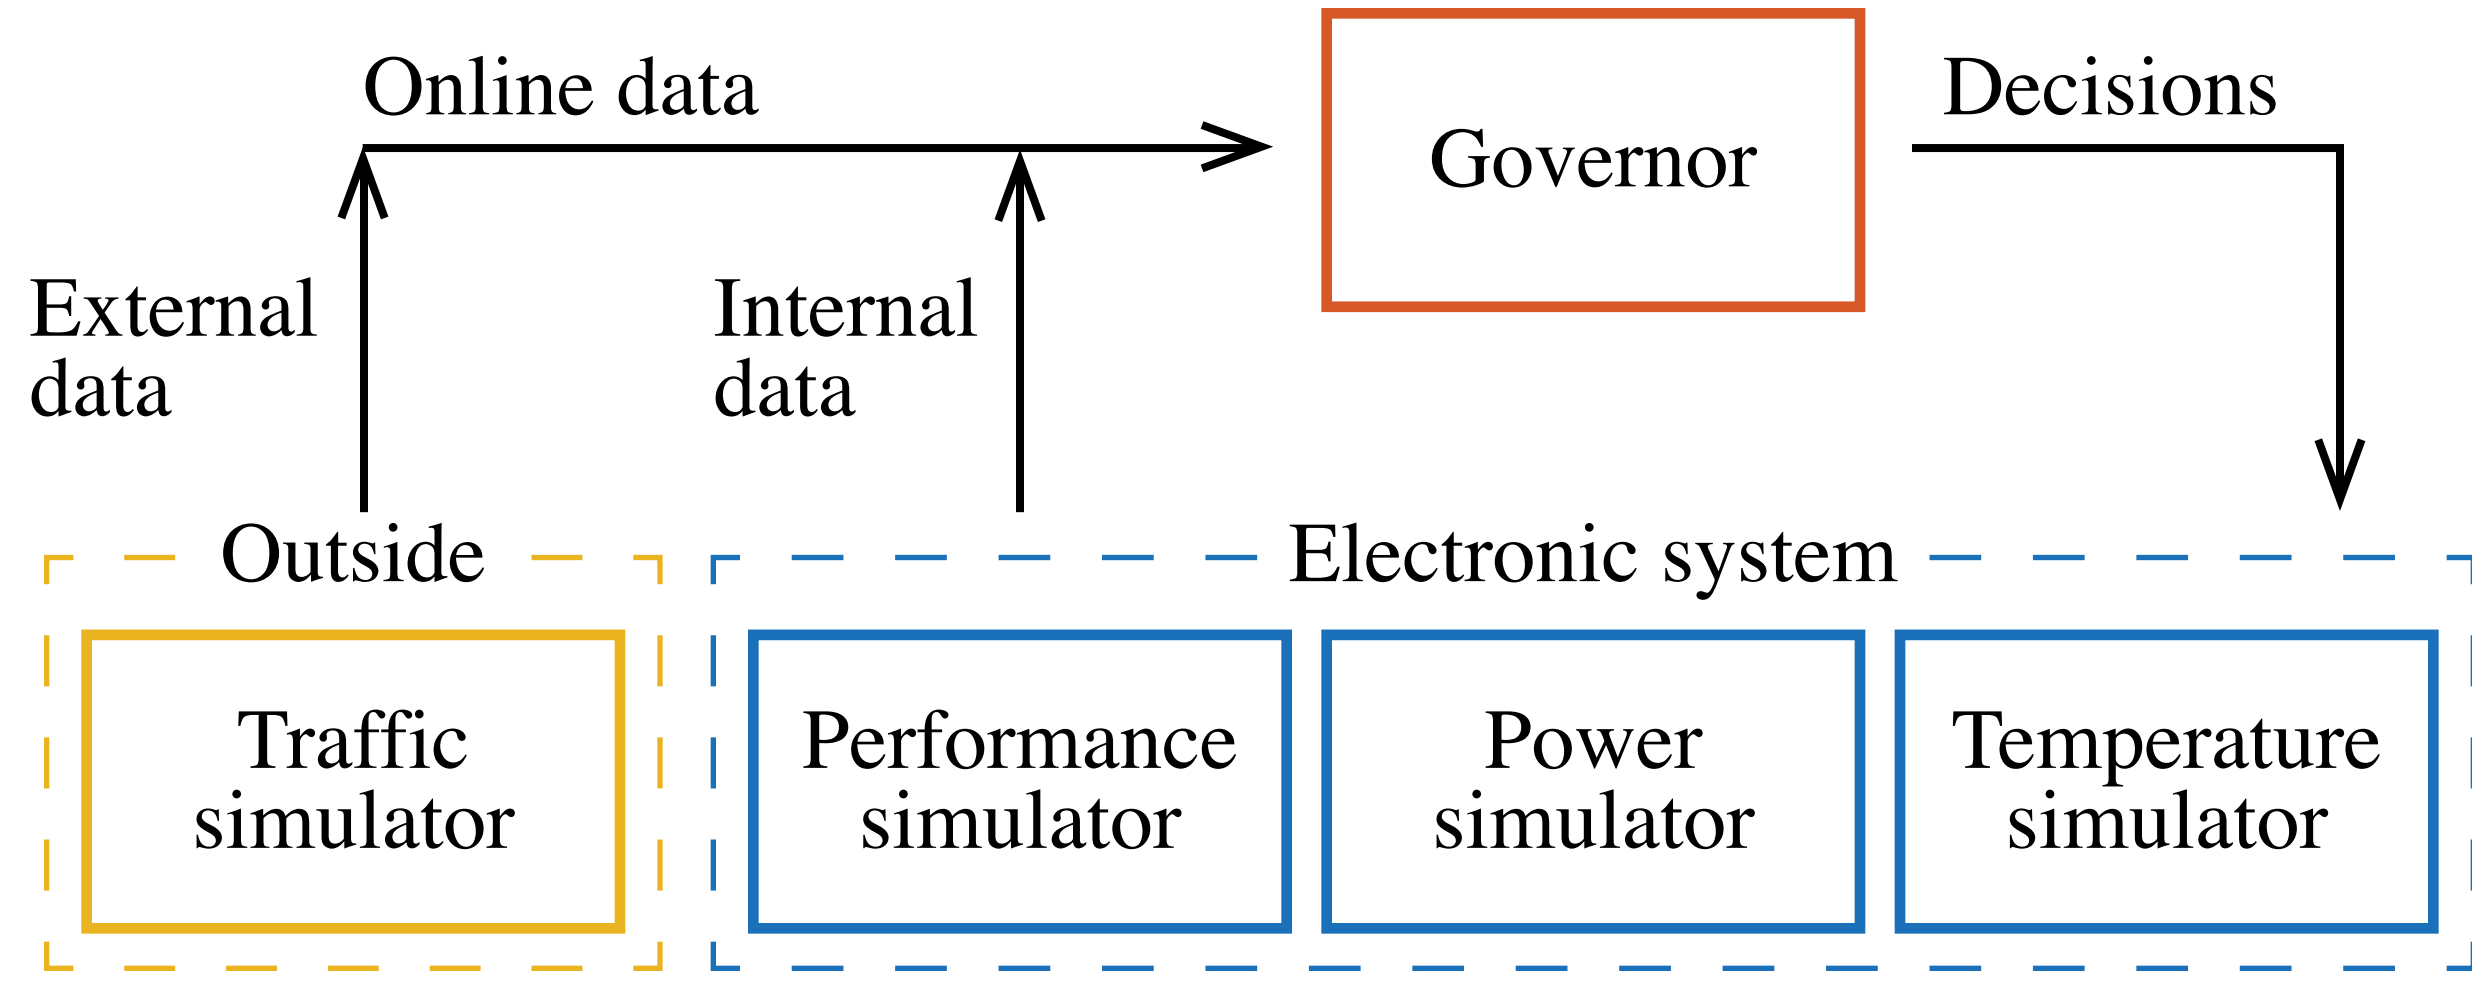 Online data
Governor
Decisions
External
data
Internal
data
Outside
Electronic system
Traffic
simulator
Performance
simulator
Power
simulator
Temperature
simulator